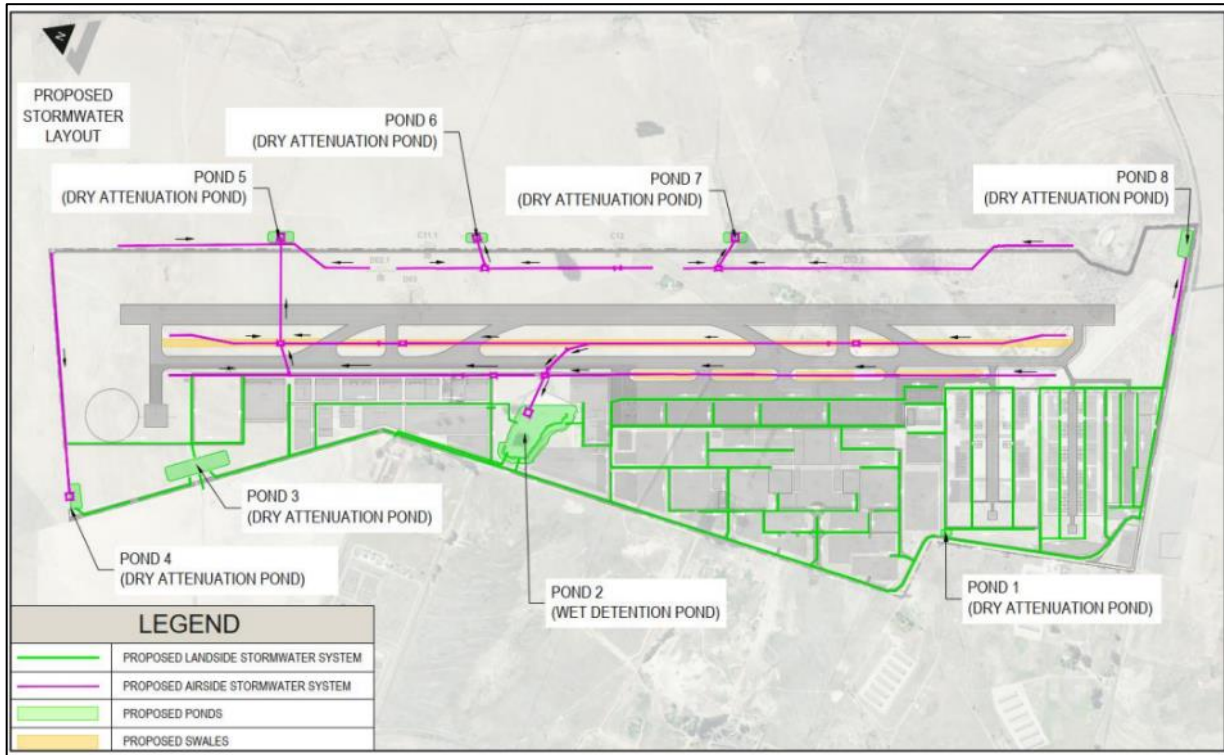 N
PROPOSED
STORMWATER
LAYOUT
POND 6
(DRY ATTENUATION POND)
POND 5
(DRY ATTENUATION POND)
POND 7
(DRY ATTENUATION POND)
POND 8
(DRY ATTENUATION POND)
POND 3
(DRY ATTENUATION POND)
POND 4
(DRY ATTENUATION POND)
POND 2
(WET DETENTION POND)
POND 1
(DRY ATTENUATION POND)
LEGEND
PROPOSED LANDSIDE STORMWATER SYSTEM
PROPOSED AIRSIDE STORMWATER SYSTEM
PROPOSED PONDS
PROPOSED SWALES